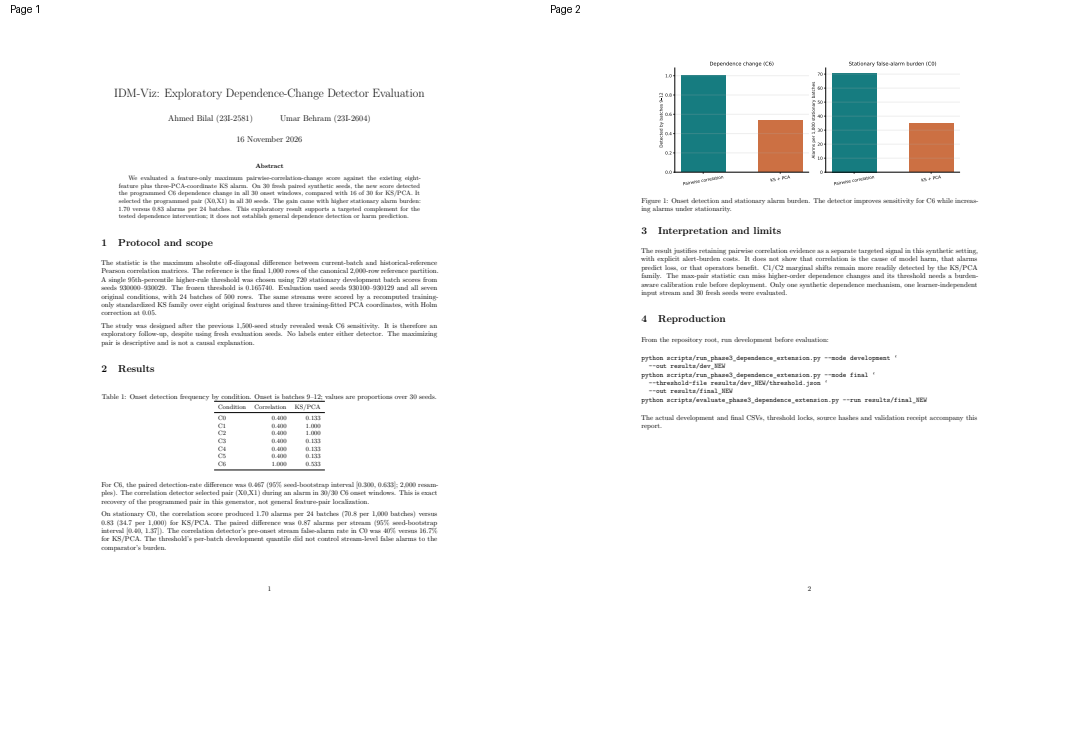 Page 1
IDM-Viz: Exploratory Dependence-Change Detector Evaluation
Ahmed Bilal (23I-2581) Umar Behram (23I-2604)
16 November 2026
Abstract
We evaluated a feature-only maximum pairwise-correlation-change score against the existing eight-
feature plus three-PCA-coordinate KS alarm. On 30 fresh paired synthetic seeds, the new score detected
the programmed C6 dependence change in all 30 onset windows, compared with 16 of 30 for KS/PCA. It
selected the programmed pair (X0,X1) in all 30 seeds. The gain came with higher stationary alarm burden:
1.70 versus 0.83 alarms per 24 batches. This exploratory result supports a targeted complement for the
tested dependence intervention; it does not establish general dependence detection or harm prediction.
1 Protocol and scope
The statistic is the maximum absolute off-diagonal difference between current-batch and historical-reference
Pearson correlation matrices. The reference is the final 1,000 rows of the canonical 2,000-row reference partition.
A single 95th-percentile higher-rule threshold was chosen using 720 stationary development batch scores from
seeds 930000–930029. The frozen threshold is 0.165740. Evaluation used seeds 930100–930129 and all seven
original conditions, with 24 batches of 500 rows. The same streams were scored by a recomputed training-
only standardized KS family over eight original features and three training-fitted PCA coordinates, with Holm
correction at 0.05.
The study was designed after the previous 1,500-seed study revealed weak C6 sensitivity. It is therefore an
exploratory follow-up, despite using fresh evaluation seeds. No labels enter either detector. The maximizing
pair is descriptive and is not a causal explanation.
2 Results
Table 1: Onset detection frequency by condition. Onset is batches 9–12; values are proportions over 30 seeds.
Condition Correlation KS/PCA
C0 0.400 0.133
C1 0.400 1.000
C2 0.400 1.000
C3 0.400 0.133
C4 0.400 0.133
C5 0.400 0.133
C6 1.000 0.533
For C6, the paired detection-rate difference was 0.467 (95% seed-bootstrap interval [0.300, 0.633]; 2,000 resam-
ples). The correlation detector selected pair (X0,X1) during an alarm in 30/30 C6 onset windows. This is exact
recovery of the programmed pair in this generator, not general feature-pair localization.
On stationary C0, the correlation score produced 1.70 alarms per 24 batches (70.8 per 1,000 batches) versus
0.83 (34.7 per 1,000) for KS/PCA. The paired difference was 0.87 alarms per stream (95% seed-bootstrap
interval [0.40, 1.37]). The correlation detector's pre-onset stream false-alarm rate in C0 was 40% versus 16.7%
for KS/PCA. The threshold's per-batch development quantile did not control stream-level false alarms to the
comparator's burden.
1
Page 2
Dependence change (C6)
Detected by batches 9–12
1.0
0.8
0.6
0.4
0.2
0.0
Pairwise correlation
KS + PCA
Stationary false-alarm burden (C0)
Alarms per 1,000 stationary batches
70
60
50
40
30
20
10
0
Pairwise correlation
KS + PCA
Figure 1: Onset detection and stationary alarm burden. The detector improves sensitivity for C6 while increas-
ing alarms under stationarity.
3 Interpretation and limits
The result justifies retaining pairwise correlation evidence as a separate targeted signal in this synthetic setting,
with explicit alert-burden costs. It does not show that correlation is the cause of model harm, that alarms
predict loss, or that operators benefit. C1/C2 marginal shifts remain more readily detected by the KS/PCA
family. The max-pair statistic can miss higher-order dependence changes and its threshold needs a burden-
aware calibration rule before deployment. Only one synthetic dependence mechanism, one learner-independent
input stream and 30 fresh seeds were evaluated.
4 Reproduction
From the repository root, run development before evaluation:
python scripts/run_phase3_dependence_extension.py --mode development ‘
--out results/dev_NEW
python scripts/run_phase3_dependence_extension.py --mode final ‘
--threshold-file results/dev_NEW/threshold.json ‘
--out results/final_NEW
python scripts/evaluate_phase3_dependence_extension.py --run results/final_NEW
The actual development and final CSVs, threshold locks, source hashes and validation receipt accompany this
report.
2